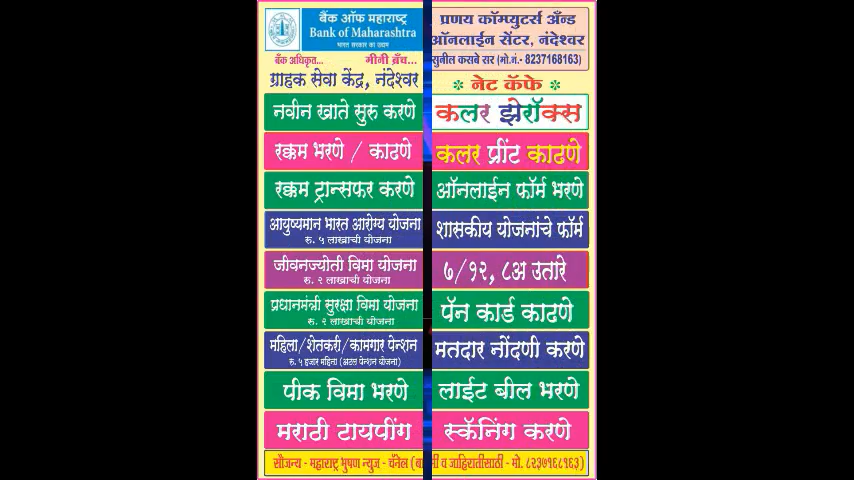 बैंक ऑफ महाराष्ट्र
Bank of Maharashtra
भारत सरकार का उद्यम
बँक अधिकृत... मीनी ब्रँच...
ग्राहक सेवा केंद्र, नंदेश्वर
नवीन खाते सुरु करणे
रक्कम भरणे / काढणे
रक्कम ट्रान्सफर करणे
आयुष्यमान भारत आरोग्य योजना
रु. ५ लाखाची योजना
जीवनज्योती विमा योजना
रु. २ लाखाची योजना
प्रधानमंत्री सुरक्षा विमा योजना
रु. २ लाखाची योजना
महिला/शेतकरी/कामगार पेन्शन
रु. ५ हजार महिना (अटल पेन्शन योजना)
पीक विमा भरणे
मराठी टायपींग
प्रणय कॉम्प्युटर्स अँन्ड
ऑनलाईन सेंटर, नंदेश्वर
सुनील कसबे सर (मो.नं.- 8237168163)
नेट कॅफे
कलर झेरॉक्स
कलर प्रींट काढणे
ऑनलाईन फॉर्म भरणे
शासकीय योजनांचे फॉर्म
७/१२, ८अ उतारे
पॅन कार्ड काढणे
मतदार नोंदणी करणे
लाईट बील भरणे
स्कॅनिंग करणे
सौजन्य - महाराष्ट्र भुषण न्युज - चॅनेल (बा मी व जाहिरातींसाठी - मो. ८२३७१६८१६३)